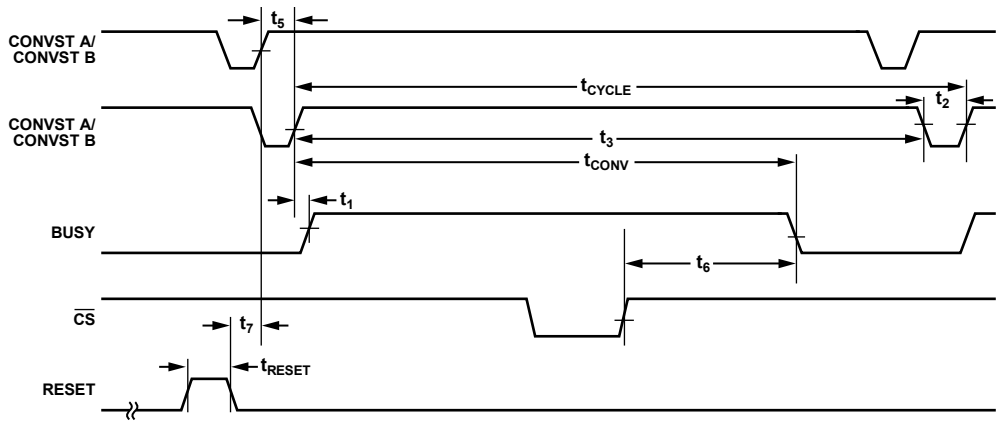 t5
CONVST A/
CONVST B
tCYCLE
t2
CONVST A/
CONVST B
t3
tCONV
t1
BUSY
t6
CS
t7
tRESET
RESET